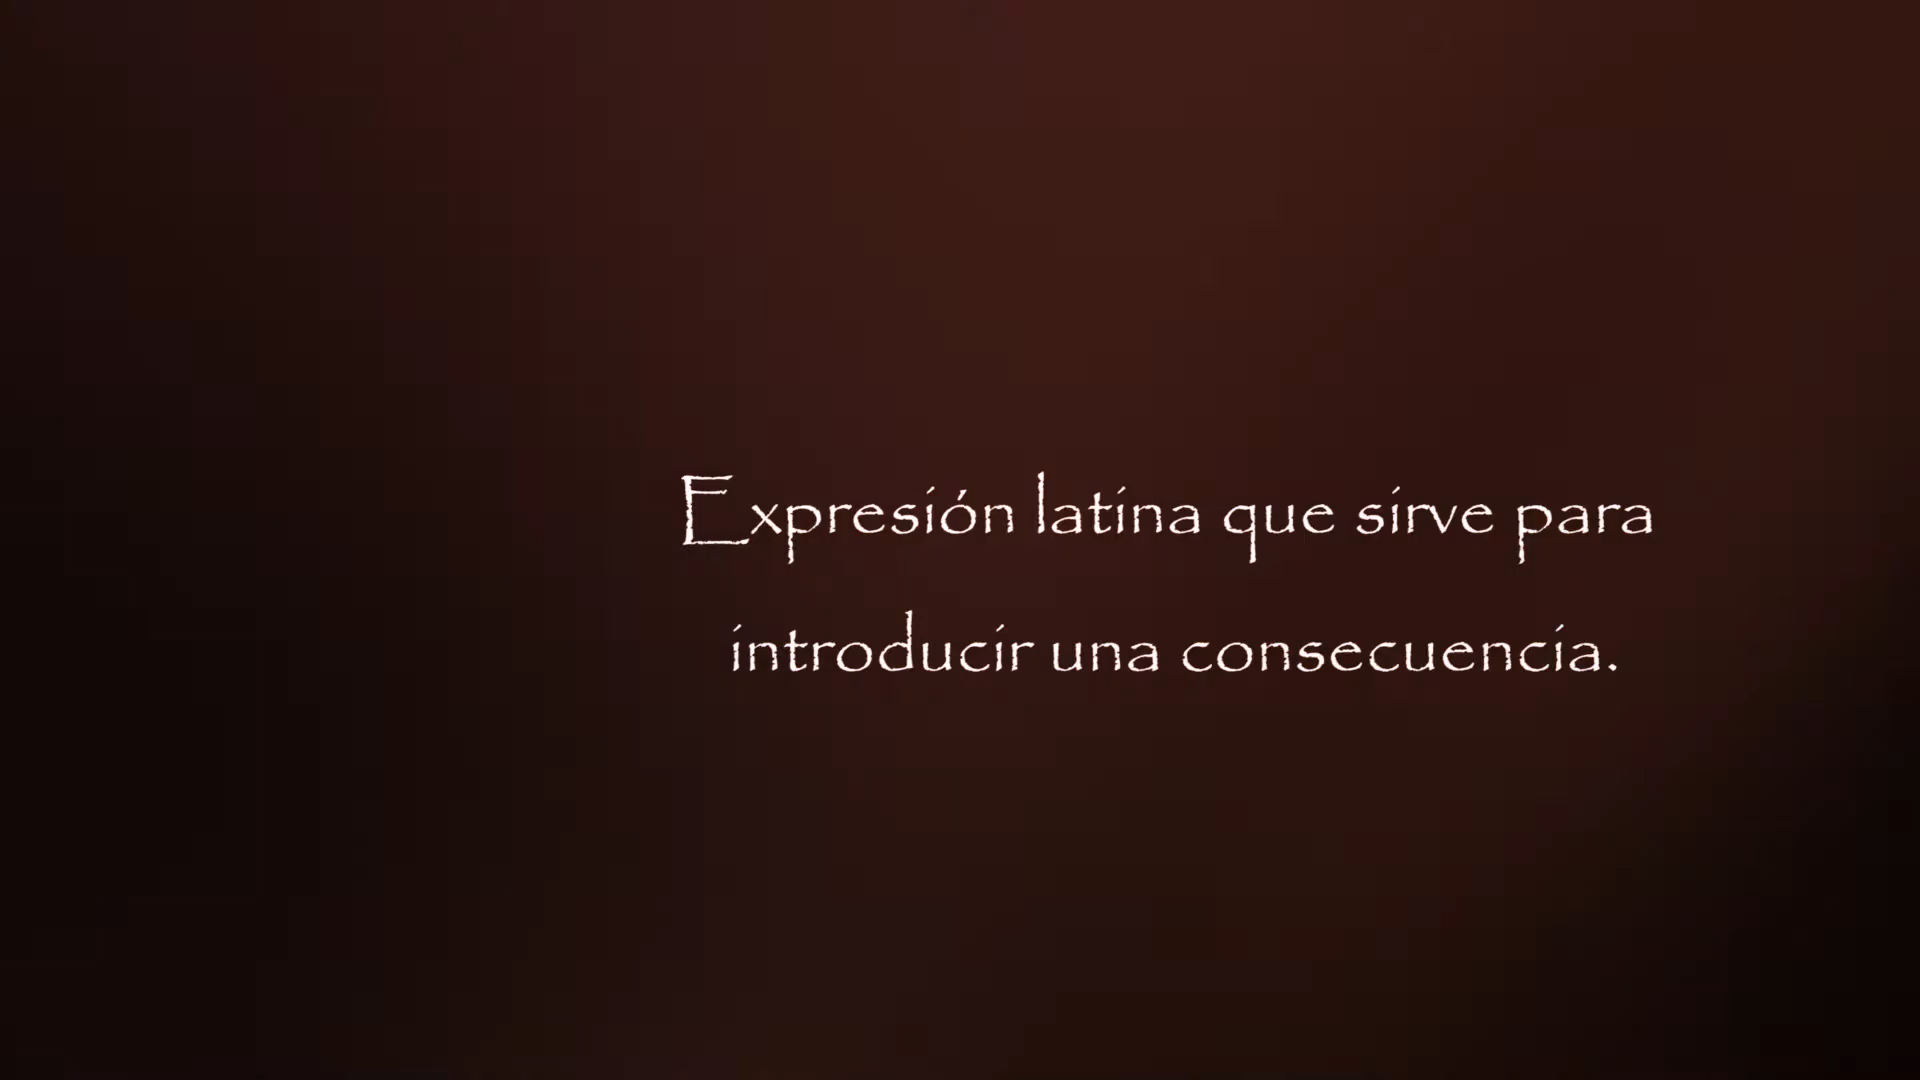 Expresión latina que sirve para
introducir una consecuencia.